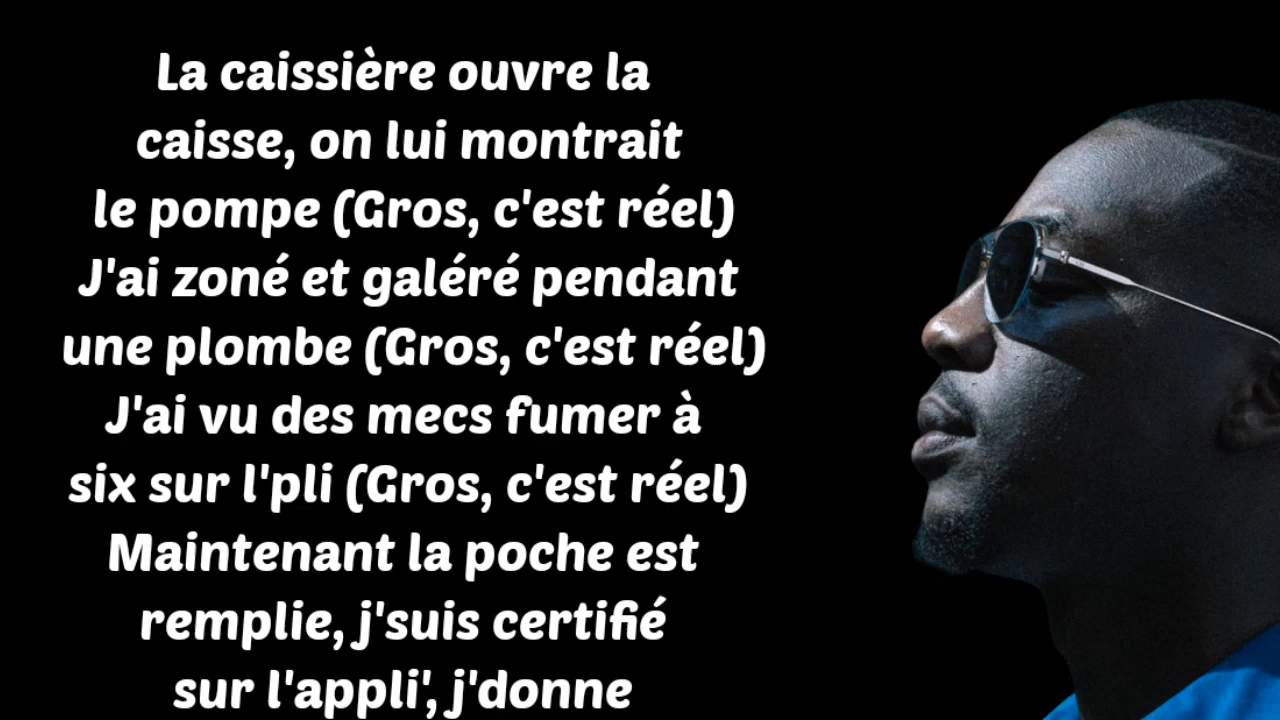 La caissière ouvre la
caisse, on lui montrait
le pompe (Gros, c'est réel)
J'ai zoné et galéré pendant
une plombe (Gros, c'est réel)
J'ai vu des mecs fumer à
six sur l'pli (Gros, c'est réel)
Maintenant la poche est
remplie, j'suis certifié
sur l'appli', j'donne